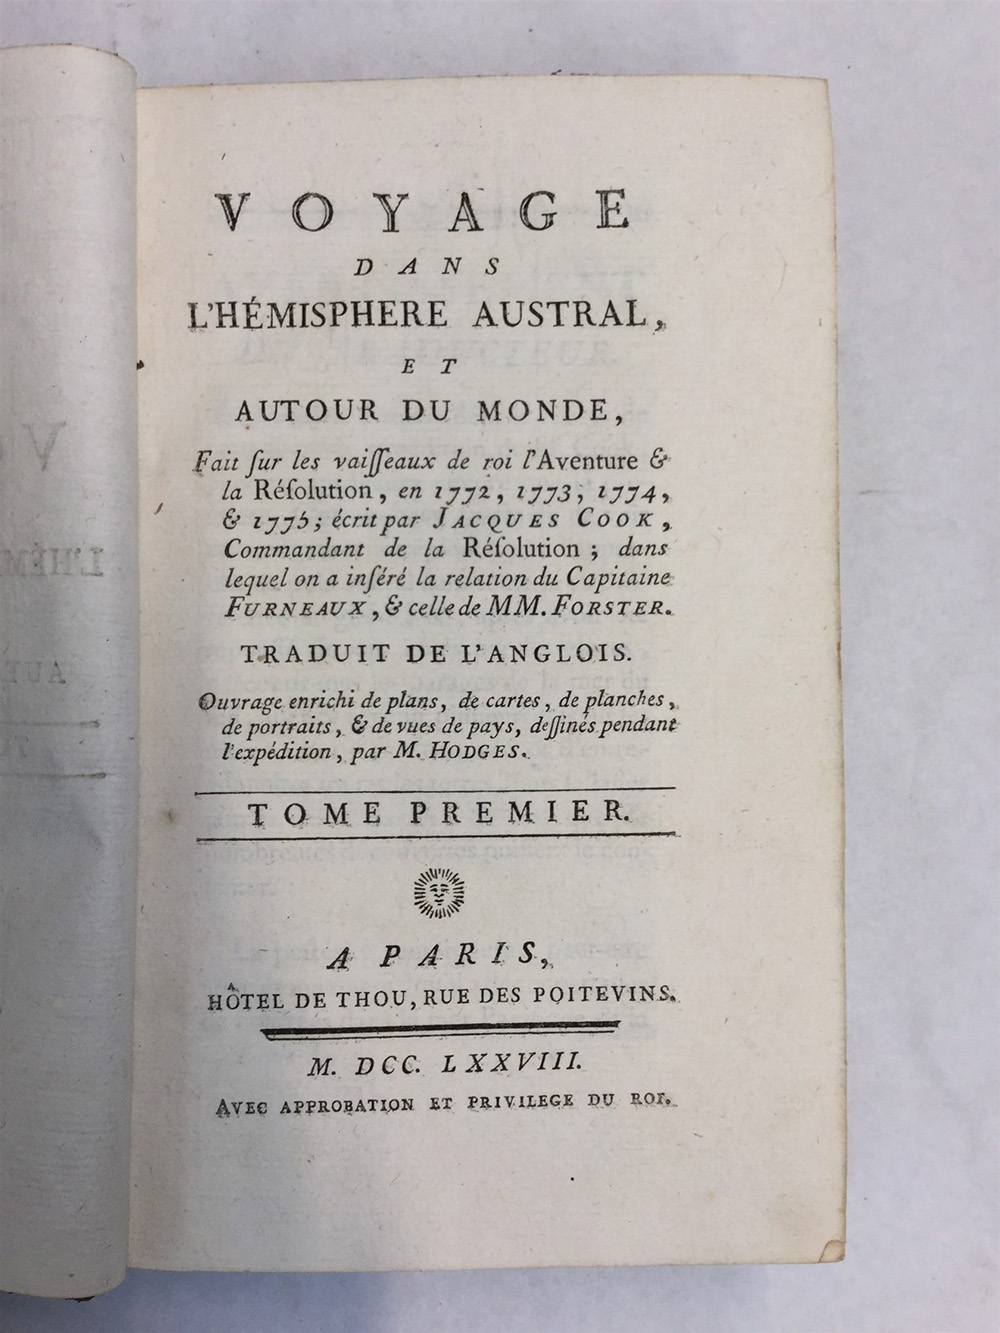 VOYAGE
DANS
L'HÉMISPHERE AUSTRAL,
ET
AUTOUR DU MONDE,
Fait ſur les vaiſſeaux de roi l'Aventure &
la Réſolution, en 1772, 1773, 1774,
& 1775; écrit par JACQUES COOK,
Commandant de la Réſolution; dans
lequel on a inſéré la relation du Capitaine
FURNEAUX, & celle de MM. FORSTER.
TRADUIT DE L'ANGLOIS.
Ouvrage enrichi de plans, de cartes, de planches,
de portraits, & de vues de pays, deſſinés pendant
l'expédition, par M. HODGES.
TOME PREMIER.
A PARIS,
HÔTEL DE THOU, RUE DES POITEVINS.
M. DCC. LXXVIII.
AVEC APPROBATION ET PRIVILEGE DU ROI.